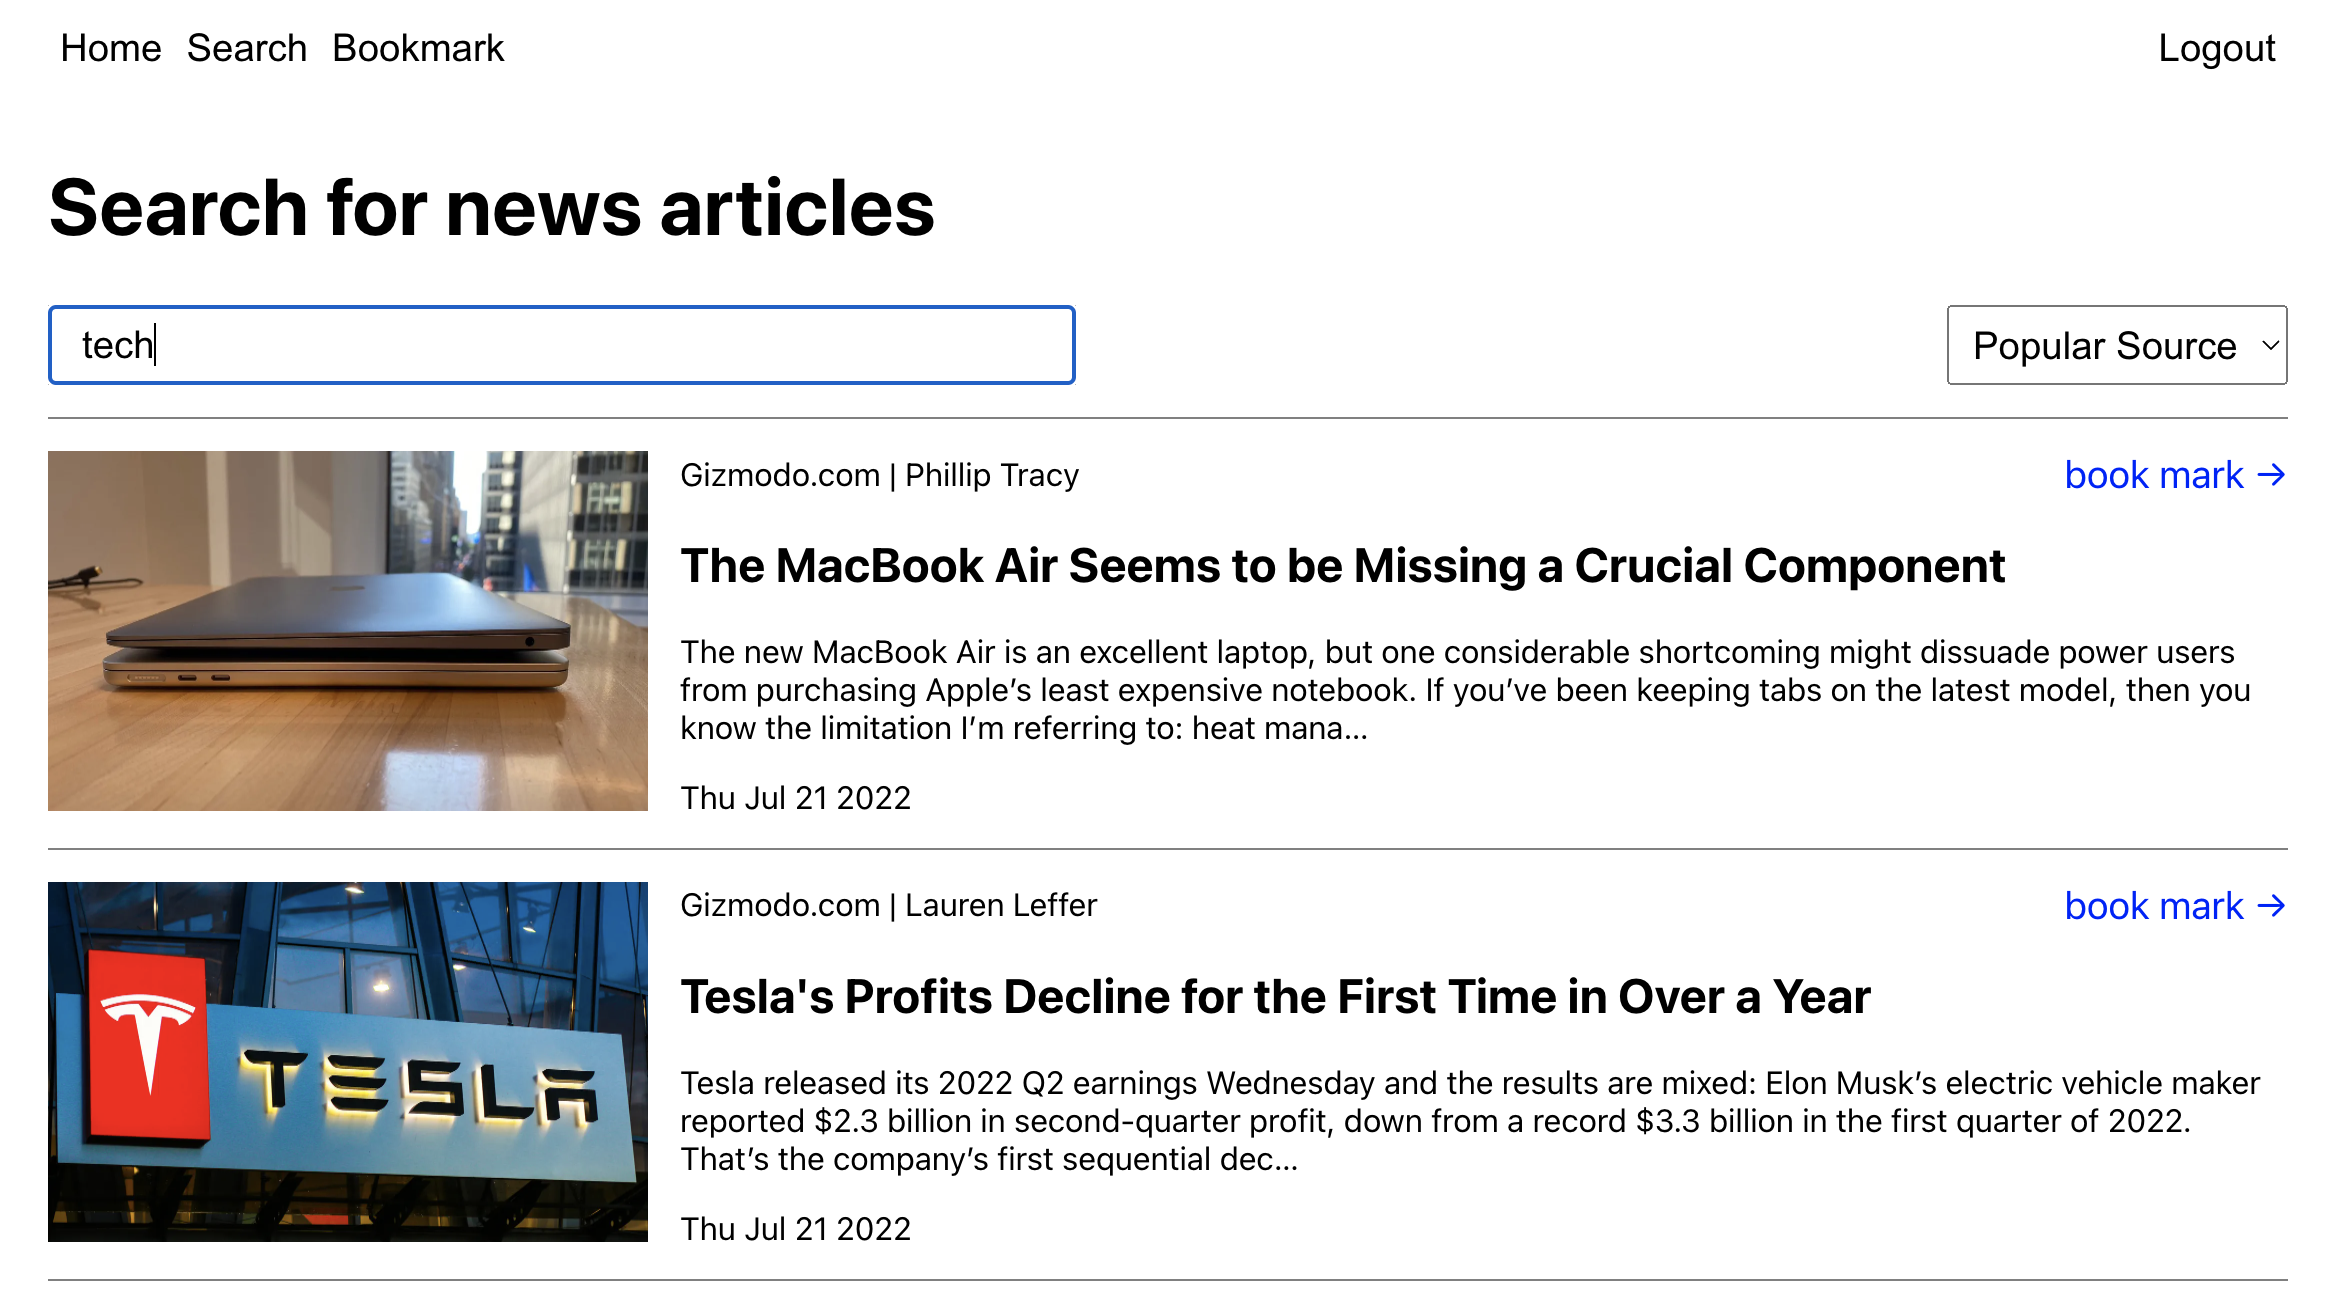 Home Search Bookmark Logout
Search for news articles
tech
Popular Source
Gizmodo.com | Phillip Tracy
book mark →
The MacBook Air Seems to be Missing a Crucial Component
The new MacBook Air is an excellent laptop, but one considerable shortcoming might dissuade power users
from purchasing Apple’s least expensive notebook. If you’ve been keeping tabs on the latest model, then you
know the limitation I’m referring to: heat mana...
Thu Jul 21 2022
TESLA
Gizmodo.com | Lauren Leffer
book mark →
Tesla's Profits Decline for the First Time in Over a Year
Tesla released its 2022 Q2 earnings Wednesday and the results are mixed: Elon Musk’s electric vehicle maker
reported $2.3 billion in second-quarter profit, down from a record $3.3 billion in the first quarter of 2022.
That’s the company’s first sequential dec...
Thu Jul 21 2022